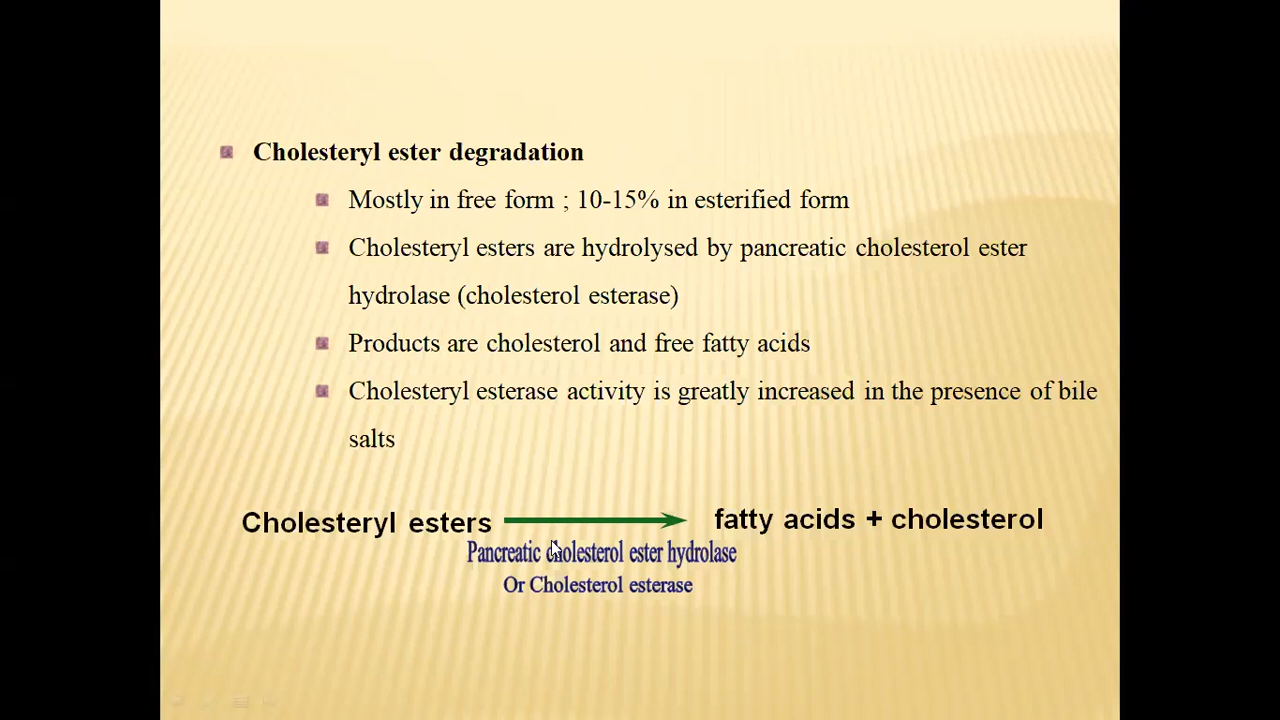 Cholesteryl ester degradation
Mostly in free form ; 10-15% in esterified form
Cholesteryl esters are hydrolysed by pancreatic cholesterol ester
hydrolase (cholesterol esterase)
Products are cholesterol and free fatty acids
Cholesteryl esterase activity is greatly increased in the presence of bile
salts
Cholesteryl esters fatty acids + cholesterol
Pancreatic cholesterol ester hydrolase
Or Cholesterol esterase